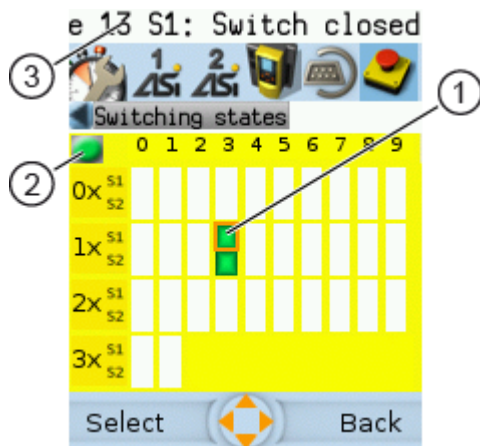 e 13 S1: Switch closed
3
1 ASi 2 ASi
1
Switching states
2
0 1 2 3 4 5 6 7 8 9
0x S1
S2
1x S1
S2
2x S1
S2
3x S1
S2
Select Back